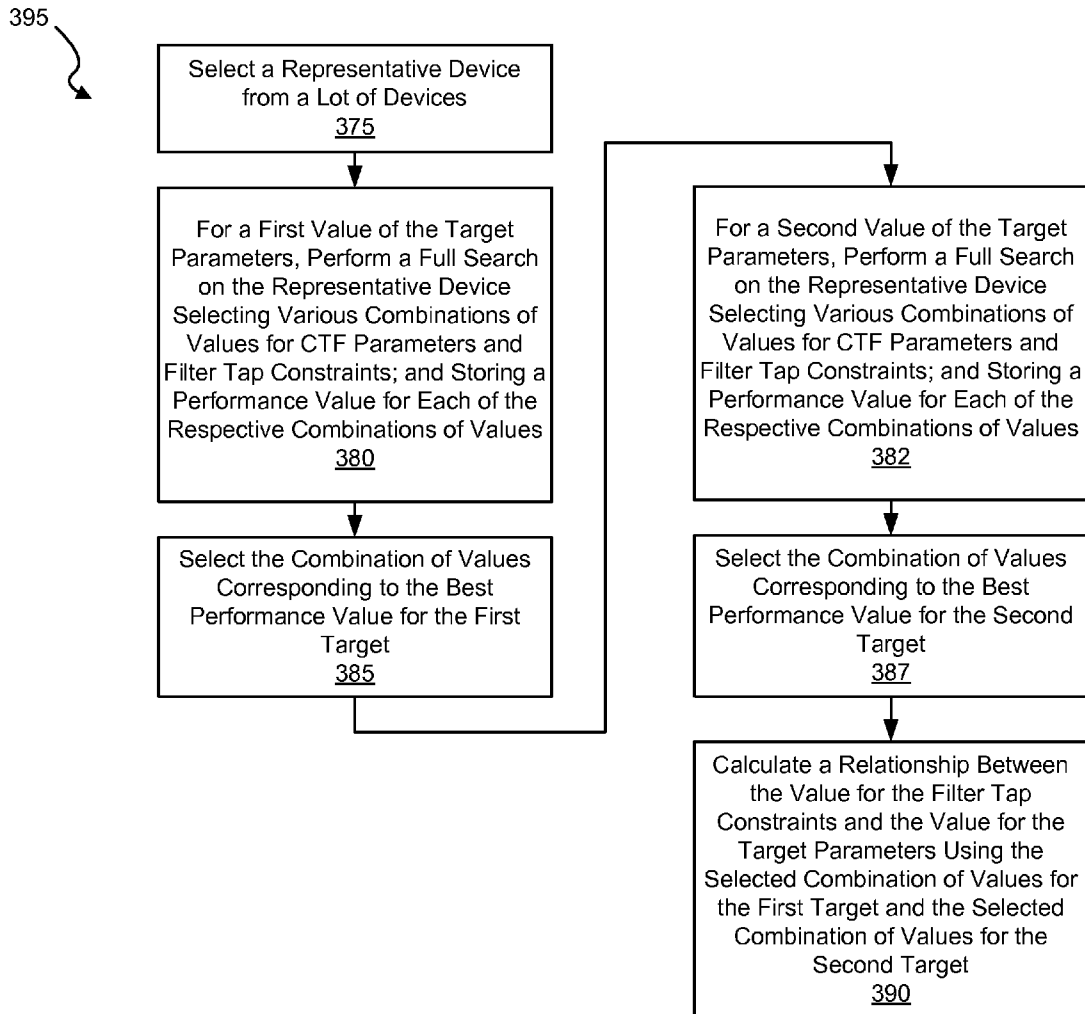 395
Select a Representative Device
from a Lot of Devices
375
For a First Value of the Target
Parameters, Perform a Full Search
on the Representative Device
Selecting Various Combinations of
Values for CTF Parameters and
Filter Tap Constraints; and Storing a
Performance Value for Each of the
Respective Combinations of Values
380
Select the Combination of Values
Corresponding to the Best
Performance Value for the First
Target
385
For a Second Value of the Target
Parameters, Perform a Full Search
on the Representative Device
Selecting Various Combinations of
Values for CTF Parameters and
Filter Tap Constraints; and Storing a
Performance Value for Each of the
Respective Combinations of Values
382
Select the Combination of Values
Corresponding to the Best
Performance Value for the Second
Target
387
Calculate a Relationship Between
the Value for the Filter Tap
Constraints and the Value for the
Target Parameters Using the
Selected Combination of Values for
the First Target and the Selected
Combination of Values for the
Second Target
390